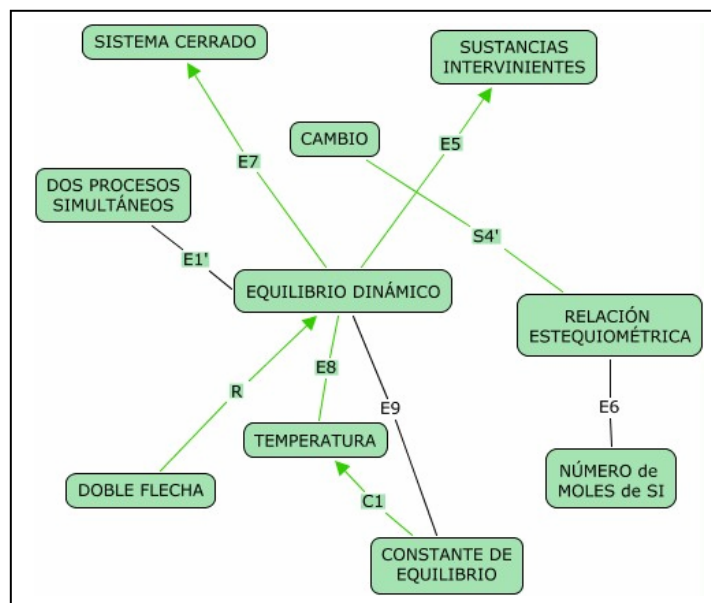 SISTEMA CERRADO
SUSTANCIAS
INTERVINIENTES
CAMBIO
E7
E5
DOS PROCESOS
SIMULTÁNEOS
S4'
E1'
EQUILIBRIO DINÁMICO
RELACIÓN
ESTEQUIOMÉTRICA
E8
R
E9
E6
TEMPERATURA
DOBLE FLECHA
NÚMERO de
MOLES de SI
C1
CONSTANTE DE
EQUILIBRIO